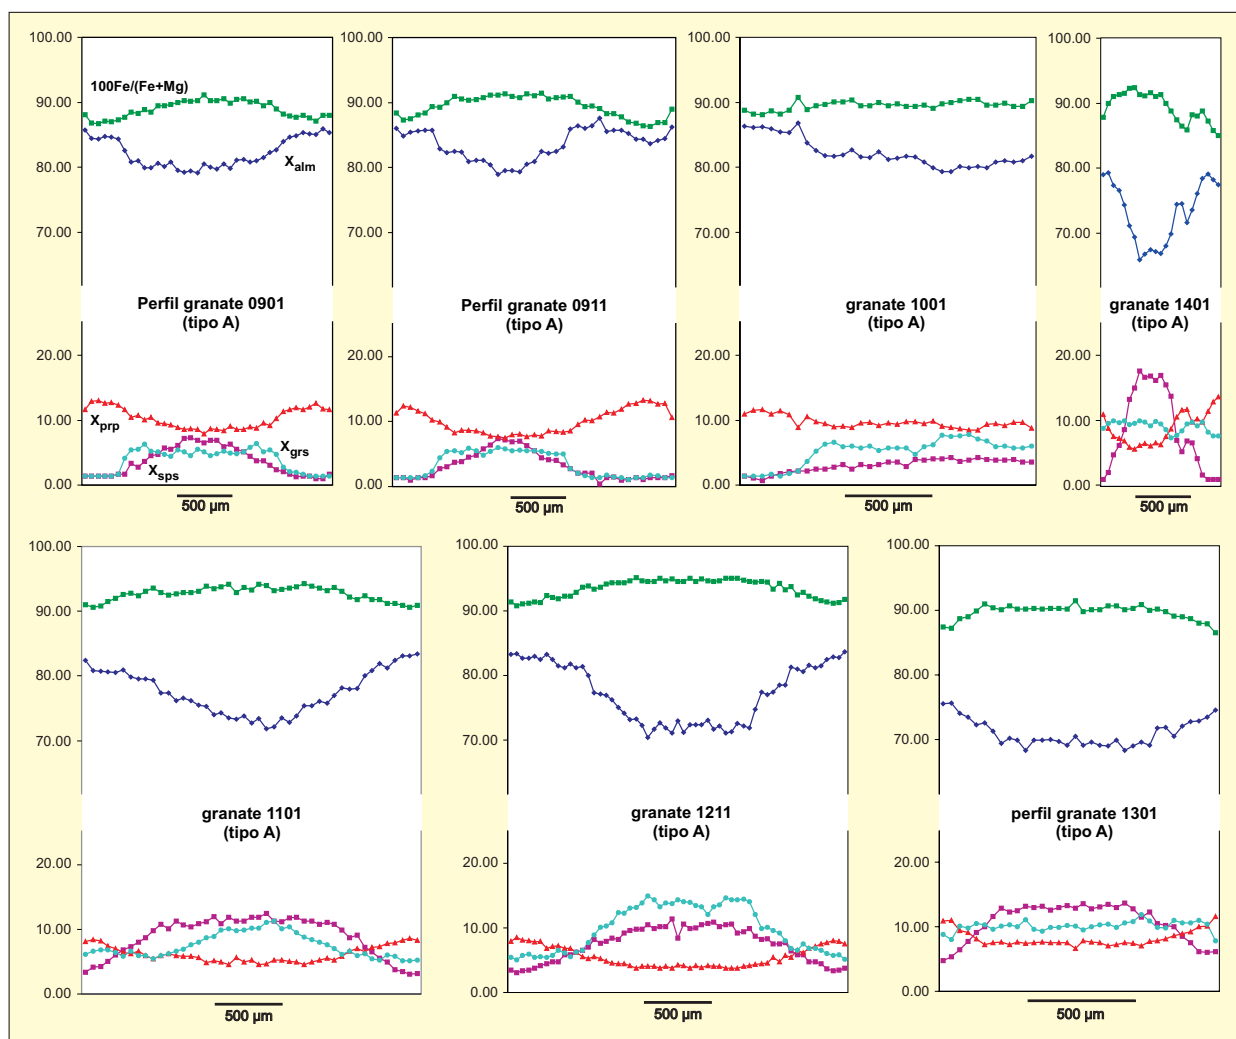 100.00
90.00
80.00
70.00
100Fe/(Fe+Mg)
Xalm
Perfil granate 0901
(tipo A)
20.00
10.00
0.00
Xprp
Xgrs
Xsps
500 µm
100.00
90.00
80.00
70.00
Perfil granate 0911
(tipo A)
20.00
10.00
0.00
500 µm
100.00
90.00
80.00
70.00
granate 1001
(tipo A)
20.00
10.00
0.00
500 µm
100.00
90.00
80.00
70.00
granate 1401
(tipo A)
20.00
10.00
0.00
500 µm
100.00
90.00
80.00
70.00
granate 1101
(tipo A)
20.00
10.00
0.00
500 µm
100.00
90.00
80.00
70.00
granate 1211
(tipo A)
20.00
10.00
0.00
500 µm
100.00
90.00
80.00
70.00
perfil granate 1301
(tipo A)
20.00
10.00
0.00
500 µm